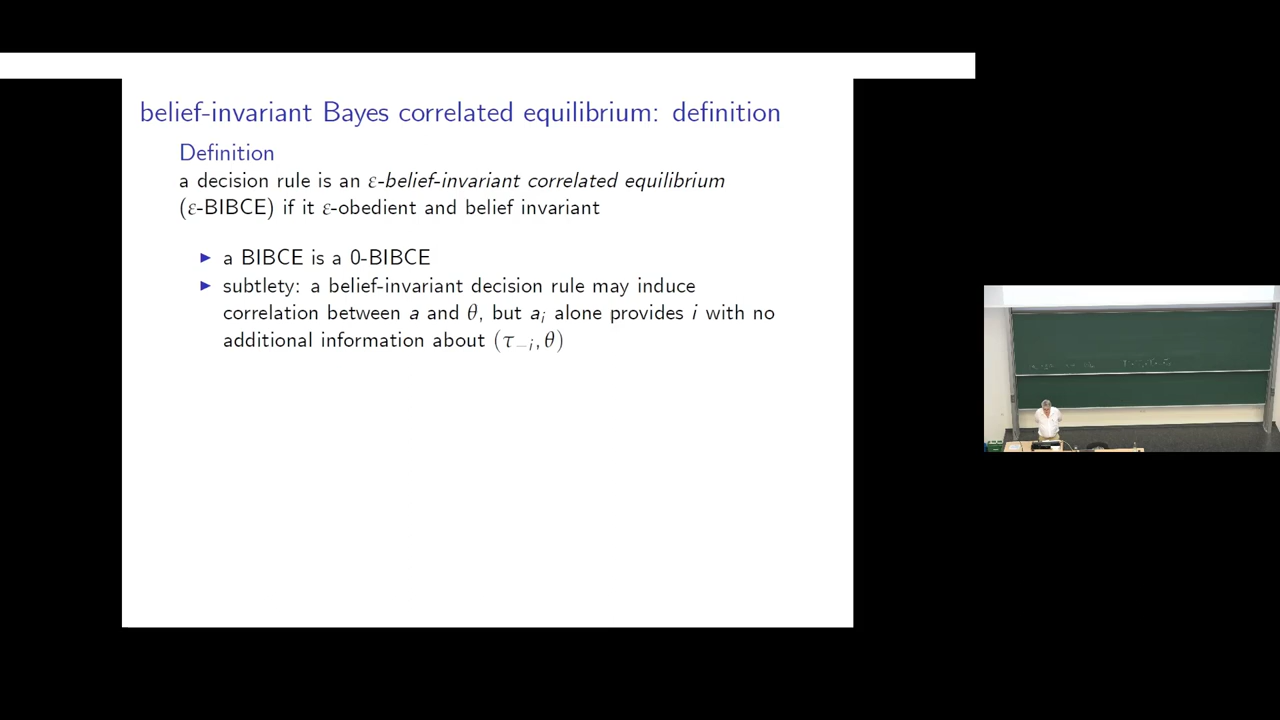 belief-invariant Bayes correlated equilibrium: definition
Definition
a decision rule is an ε-belief-invariant correlated equilibrium
(ε-BIBCE) if it ε-obedient and belief invariant
▶ a BIBCE is a 0-BIBCE
▶ subtlety: a belief-invariant decision rule may induce
correlation between a and θ, but aᵢ alone provides i with no
additional information about (τ₋ᵢ, θ)